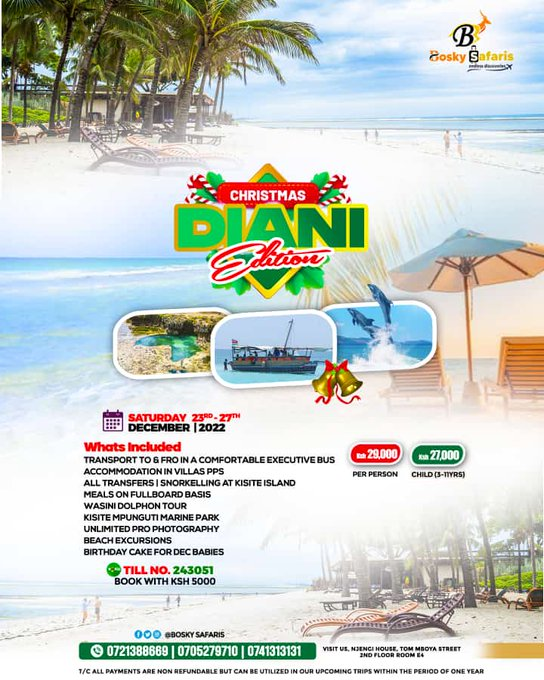 B
Bosky Safaris
endless discoveries
CHRISTMAS
DIANI
Edition
SATURDAY 23RD - 27TH
DECEMBER | 2022
Whats Included
TRANSPORT TO & FRO IN A COMFORTABLE EXECUTIVE BUS
ACCOMMODATION IN VILLAS PPS
ALL TRANSFERS | SNORKELLING AT KISITE ISLAND
MEALS ON FULLBOARD BASIS
WASINI DOLPHON TOUR
KISITE MPUNGUTI MARINE PARK
UNLIMITED PRO PHOTOGRAPHY
BEACH EXCURSIONS
BIRTHDAY CAKE FOR DEC BABIES
Ksh 29,000
PER PERSON
Ksh 27,000
CHILD (3-11YRS)
TILL NO. 243051
BOOK WITH KSH 5000
@BOSKY SAFARIS
0721388669 | 0705279710 | 0741313131
VISIT US, NJENGI HOUSE, TOM MBOYA STREET
2ND FLOOR ROOM E4
T/C ALL PAYMENTS ARE NON REFUNDABLE BUT CAN BE UTILIZED IN OUR UPCOMING TRIPS WITHIN THE PERIOD OF ONE YEAR